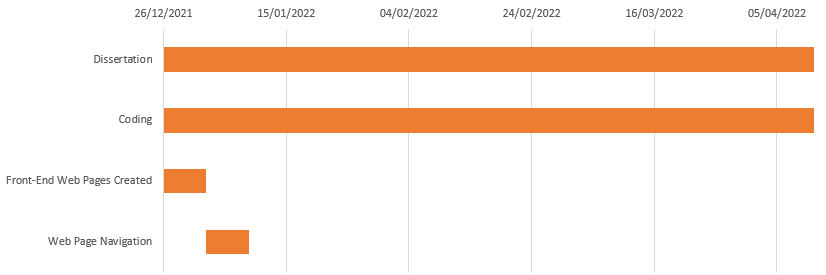 26/12/2021 15/01/2022 04/02/2022 24/02/2022 16/03/2022 05/04/2022
Dissertation
Coding
Front-End Web Pages Created
Web Page Navigation